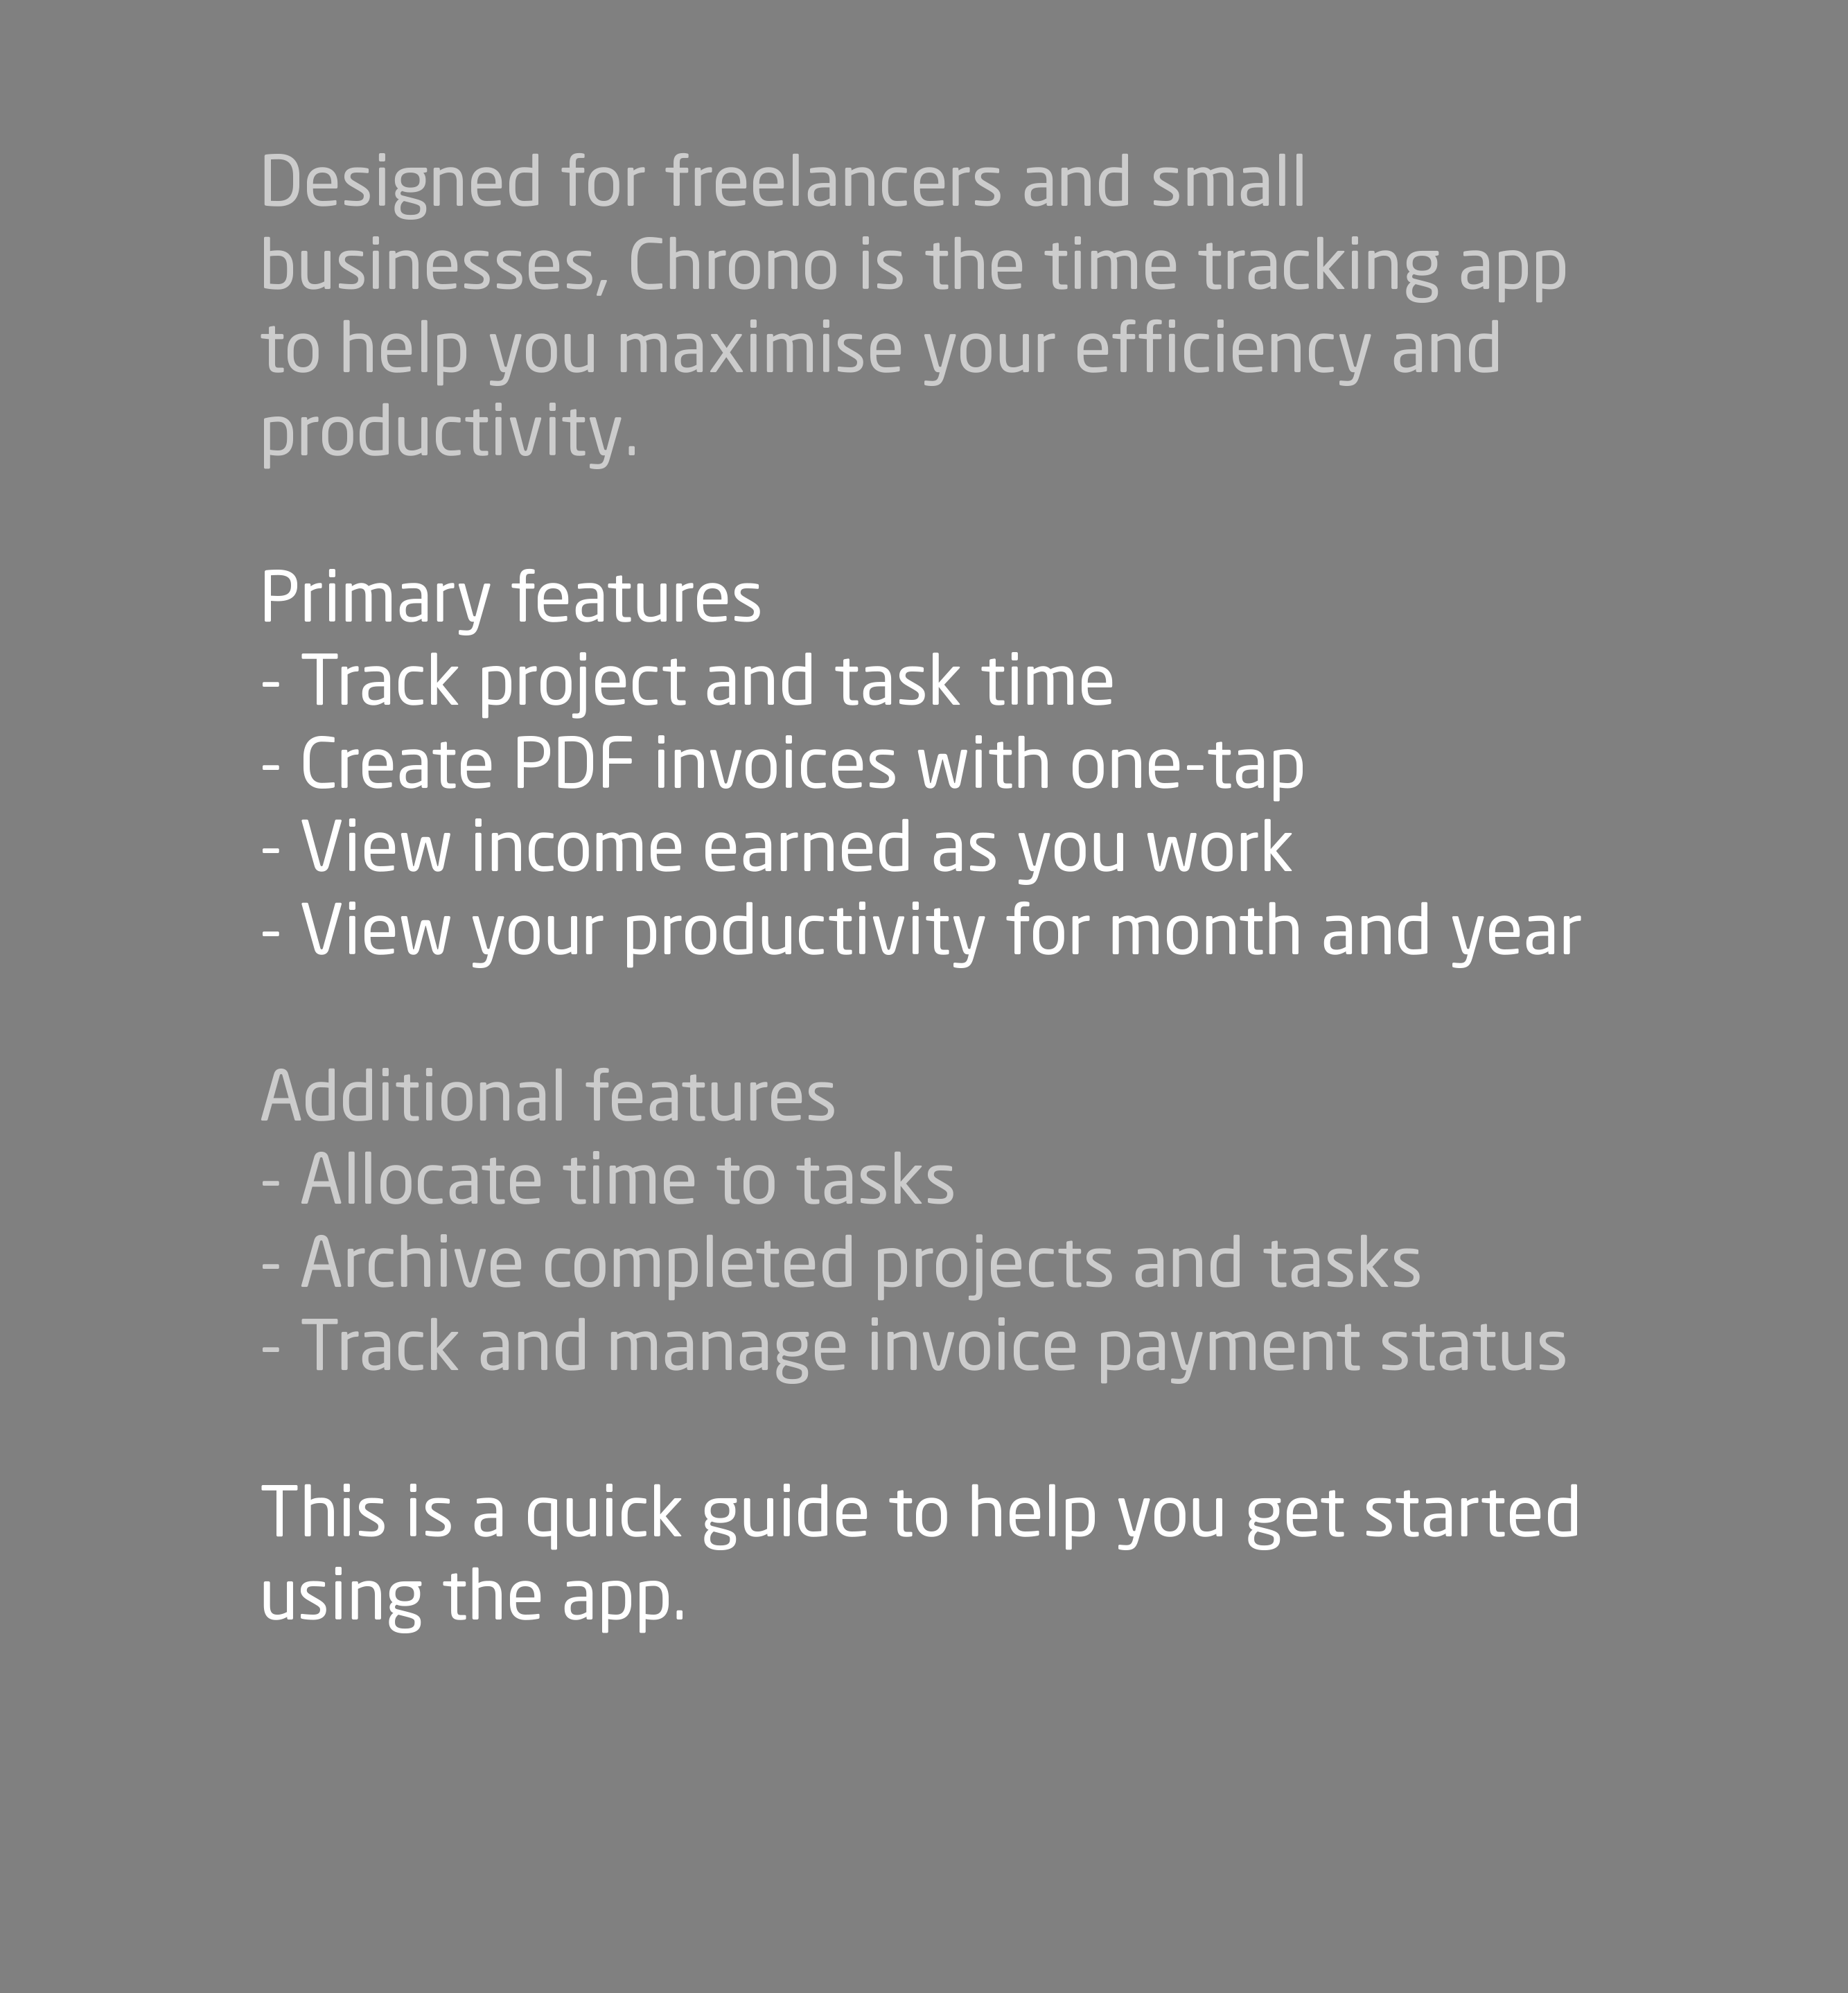 Designed for freelancers and small
businesses, Chrono is the time tracking app
to help you maximise your efficiency and
productivity.
Primary features
- Track project and task time
- Create PDF invoices with one-tap
- View income earned as you work
- View your productivity for month and year
Additional features
- Allocate time to tasks
- Archive completed projects and tasks
- Track and manage invoice payment status
This is a quick guide to help you get started
using the app.